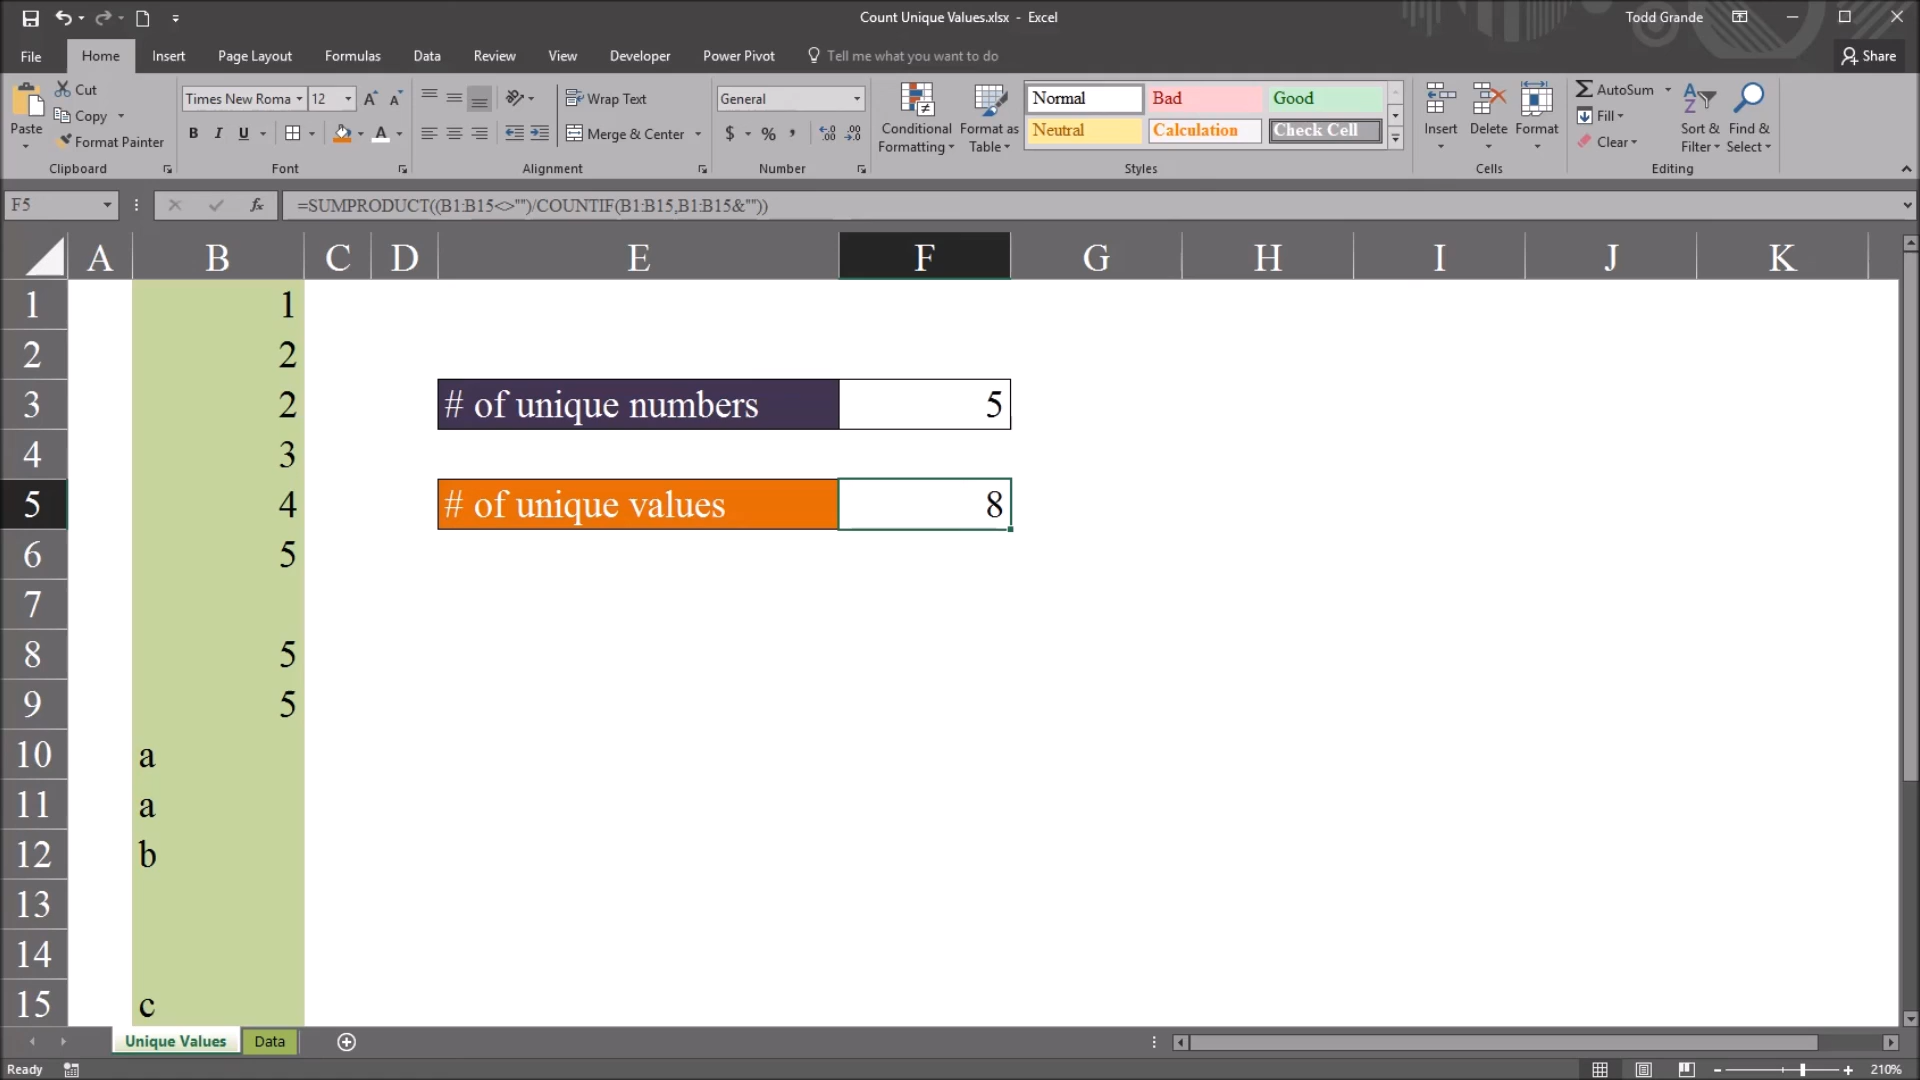 Count Unique Values.xlsx - Excel
Todd Grande
File Home Insert Page Layout Formulas Data Review View Developer Power Pivot Tell me what you want to do Share
Paste
Cut
Copy
Format Painter
Clipboard
Times New Roma 12
B I U
Font
Wrap Text
Merge & Center
Alignment
General
$ % ,
Number
Conditional Formatting
Format as Table
Normal Bad Good
Neutral Calculation Check Cell
Styles
Insert Delete Format
Cells
AutoSum
Fill
Clear
Sort & Filter
Find & Select
Editing
F5 fx =SUMPRODUCT((B1:B15<>"")/COUNTIF(B1:B15,B1:B15&""))
A B C D E F G H I J K
1 1
2 2
3 2 # of unique numbers 5
4 3
5 4 # of unique values 8
6 5
7
8 5
9 5
10 a
11 a
12 b
13
14
15 c
Unique Values Data
Ready 210%